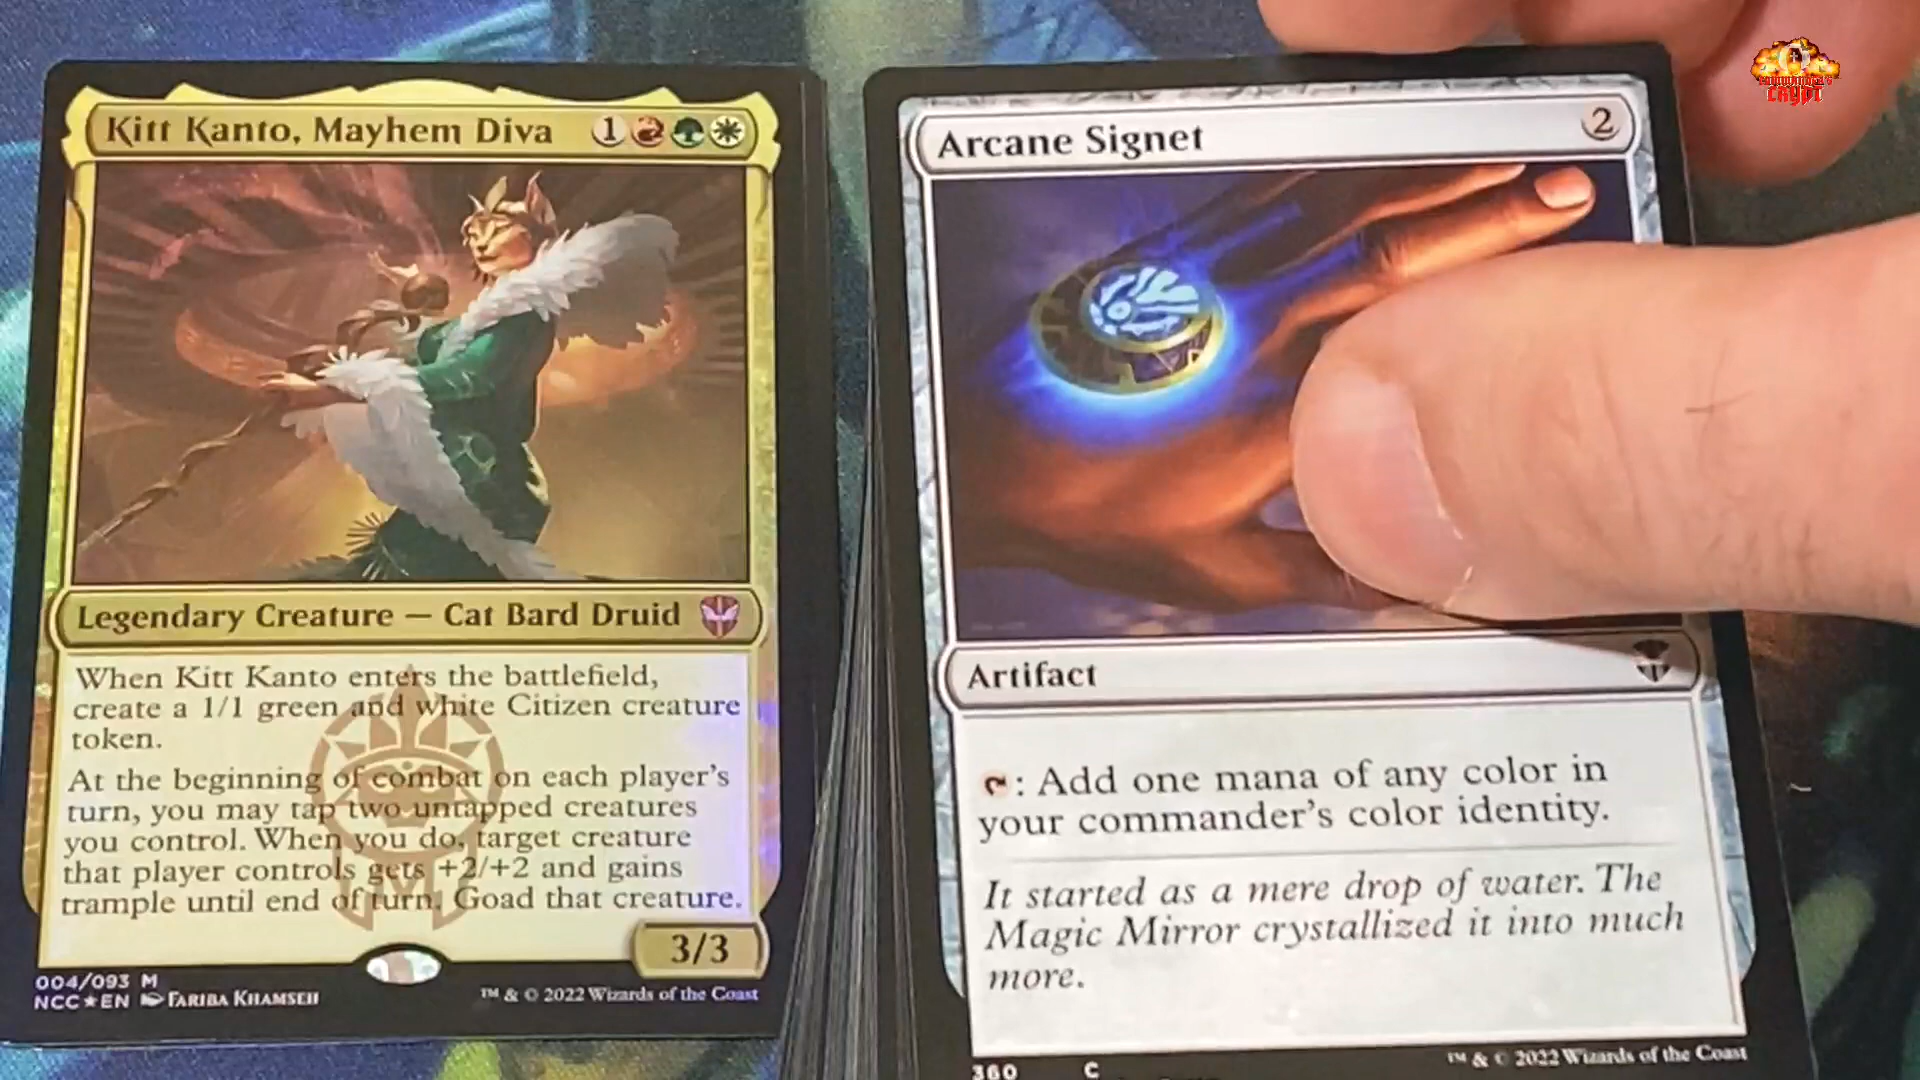 Kitt Kanto, Mayhem Diva 1
Legendary Creature — Cat Bard Druid
When Kitt Kanto enters the battlefield,
create a 1/1 green and white Citizen creature
token.
At the beginning of combat on each player's
turn, you may tap two untapped creatures
you control. When you do, target creature
that player controls gets +2/+2 and gains
trample until end of turn. Goad that creature.
3/3
004/093 M
NCC★EN Fariba Khamseh
™ & © 2022 Wizards of the Coast
Arcane Signet 2
Artifact
: Add one mana of any color in
your commander's color identity.
It started as a mere drop of water. The
Magic Mirror crystallized it into much
more.
360 C
™ & © 2022 Wizards of the Coast
COMMANDER'S
CRYPT